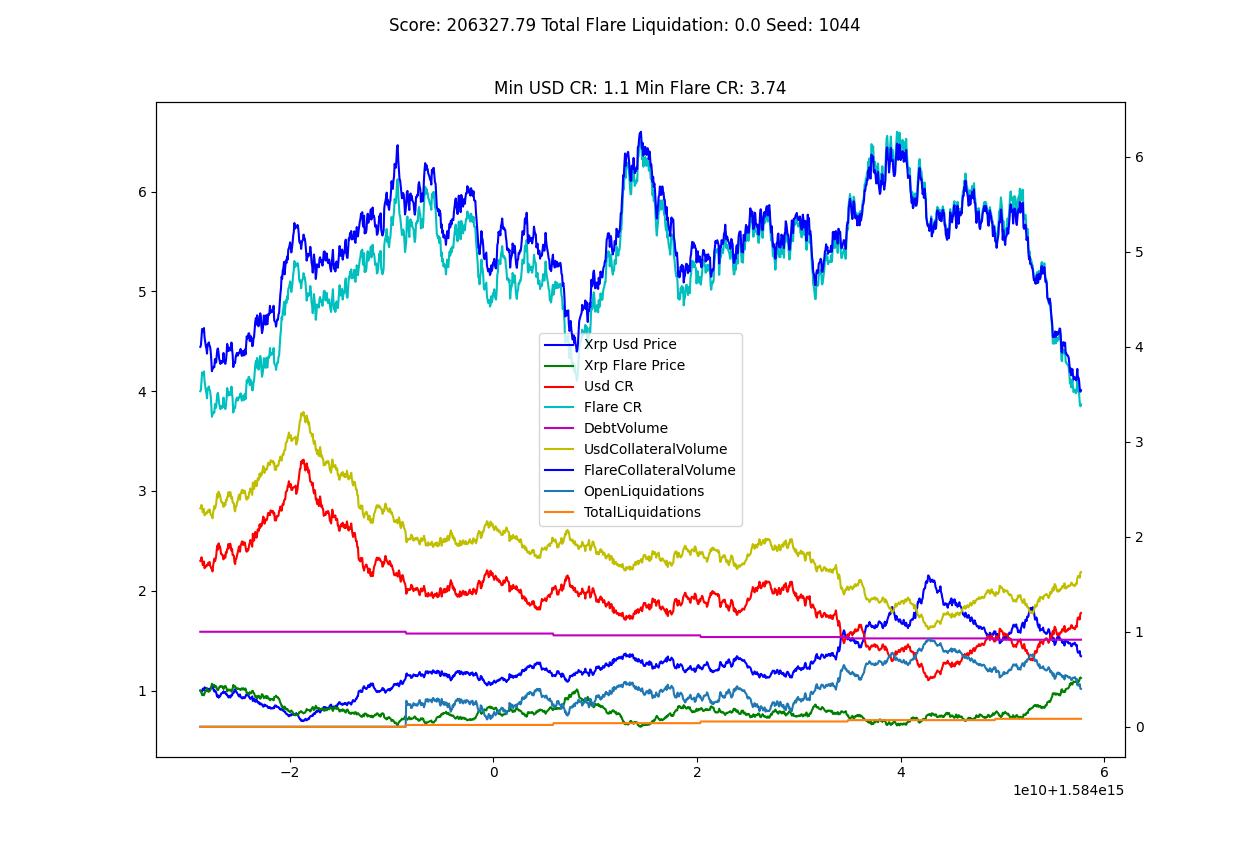 Score: 206327.79 Total Flare Liquidation: 0.0 Seed: 1044
Min USD CR: 1.1 Min Flare CR: 3.74
6
5
4
3
2
1
6
5
4
3
2
1
0
Xrp Usd Price
Xrp Flare Price
Usd CR
Flare CR
DebtVolume
UsdCollateralVolume
FlareCollateralVolume
OpenLiquidations
TotalLiquidations
−2
0
2
4
6
1e10+1.584e15